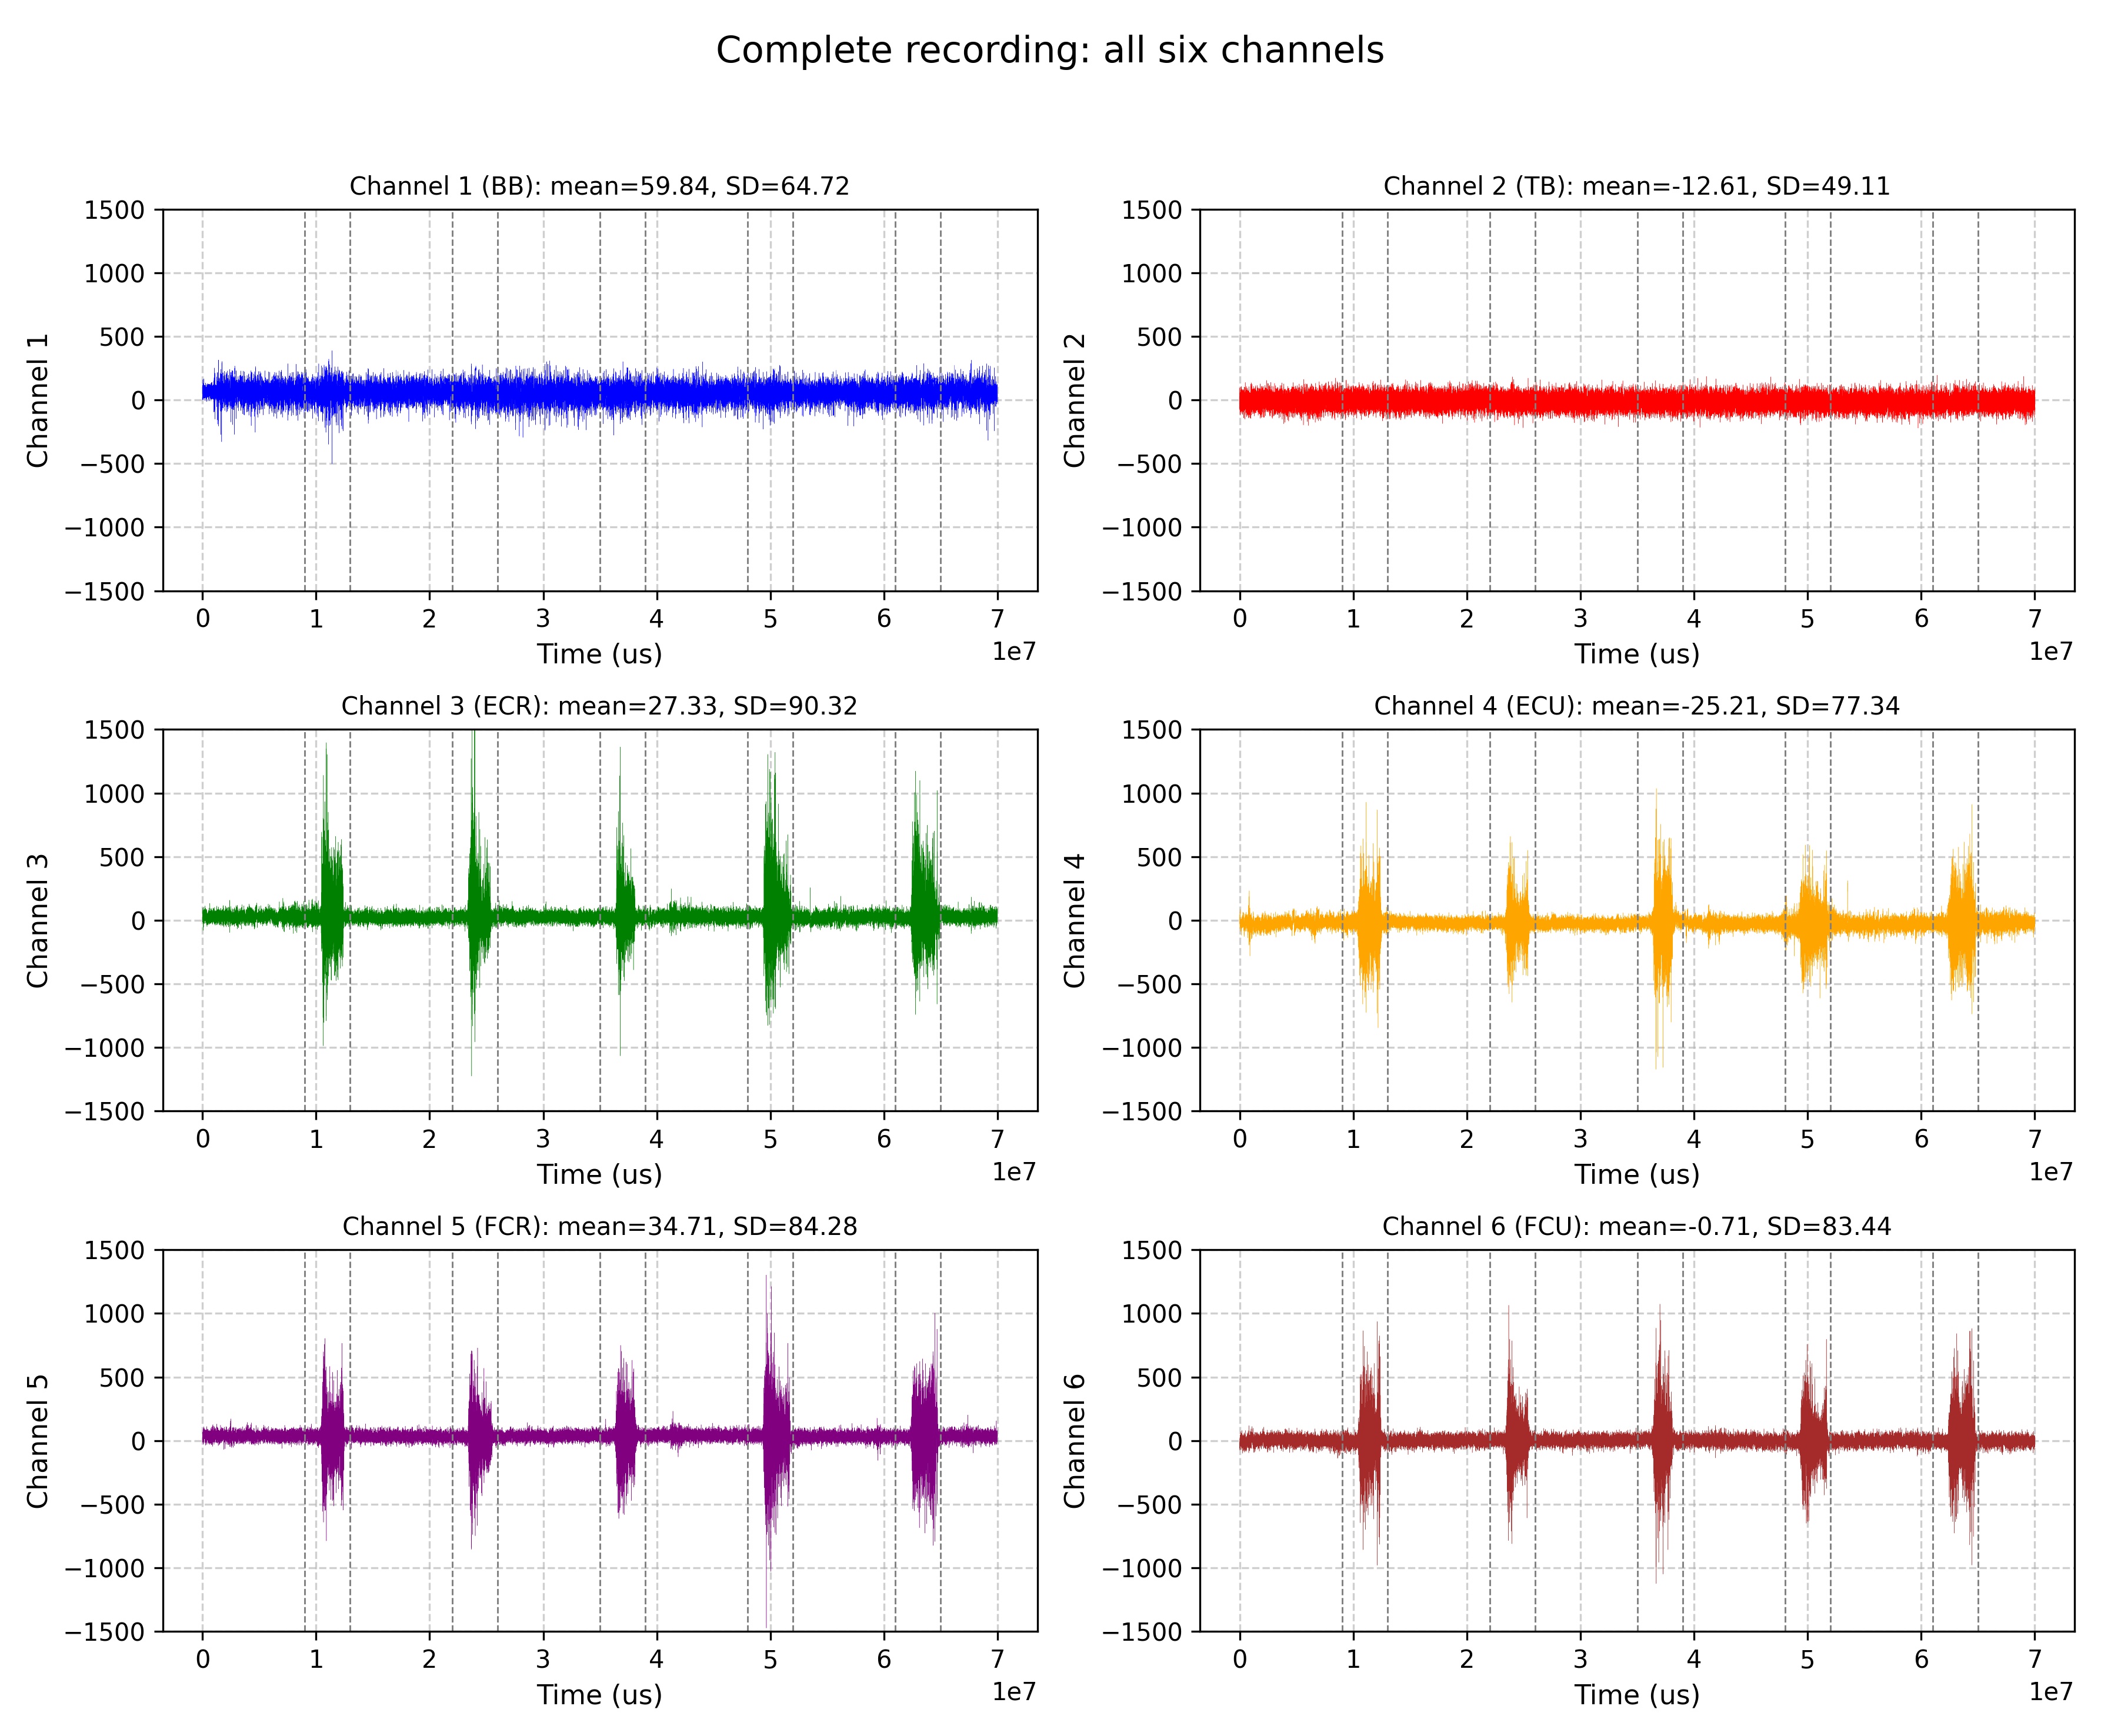 Complete recording: all six channels
Channel 1 (BB): mean=59.84, SD=64.72
Channel 1
1500
1000
500
0
−500
−1000
−1500
0 1 2 3 4 5 6 7
1e7
Time (us)
Channel 2 (TB): mean=-12.61, SD=49.11
Channel 2
1500
1000
500
0
−500
−1000
−1500
0 1 2 3 4 5 6 7
1e7
Time (us)
Channel 3 (ECR): mean=27.33, SD=90.32
Channel 3
1500
1000
500
0
−500
−1000
−1500
0 1 2 3 4 5 6 7
1e7
Time (us)
Channel 4 (ECU): mean=-25.21, SD=77.34
Channel 4
1500
1000
500
0
−500
−1000
−1500
0 1 2 3 4 5 6 7
1e7
Time (us)
Channel 5 (FCR): mean=34.71, SD=84.28
Channel 5
1500
1000
500
0
−500
−1000
−1500
0 1 2 3 4 5 6 7
1e7
Time (us)
Channel 6 (FCU): mean=-0.71, SD=83.44
Channel 6
1500
1000
500
0
−500
−1000
−1500
0 1 2 3 4 5 6 7
1e7
Time (us)